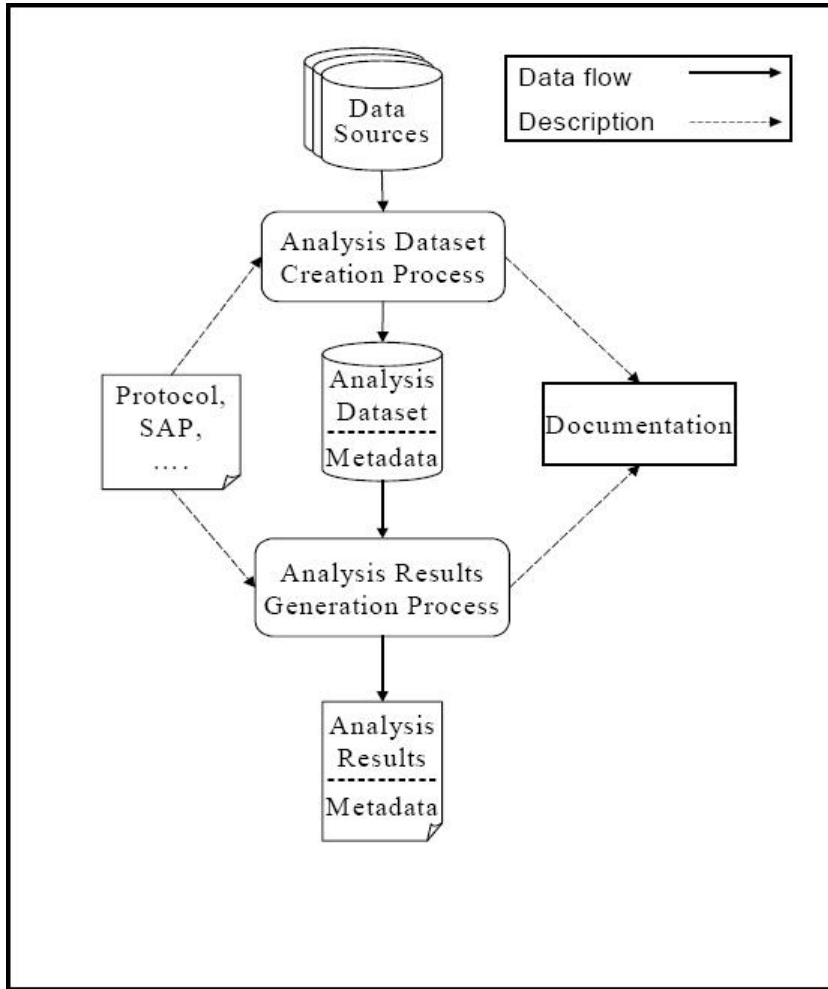 Data
Sources
Data flow
Description
Analysis Dataset
Creation Process
Protocol,
SAP,
....
Analysis
Dataset
Metadata
Documentation
Analysis Results
Generation Process
Analysis
Results
Metadata